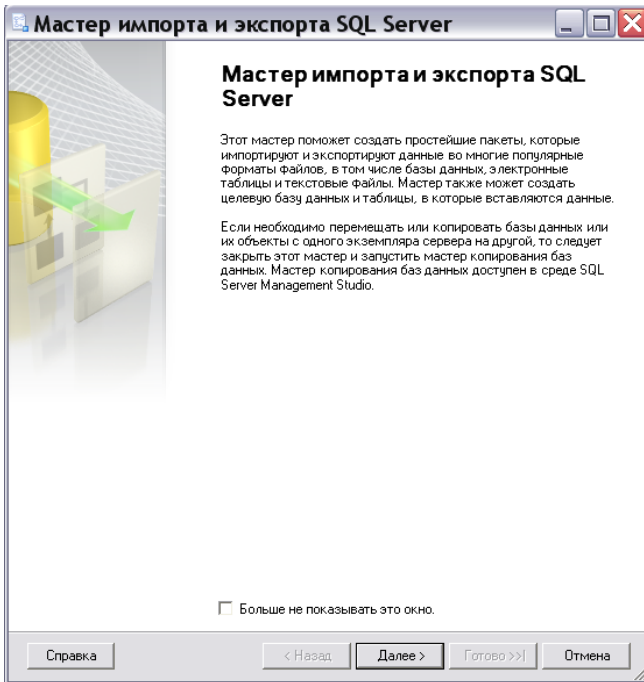 Мастер импорта и экспорта SQL Server
Мастер импорта и экспорта SQL
Server
Этот мастер поможет создать простейшие пакеты, которые
импортируют и экспортируют данные во многие популярные
форматы файлов, в том числе базы данных, электронные
таблицы и текстовые файлы. Мастер также может создать
целевую базу данных и таблицы, в которые вставляются данные.
Если необходимо перемещать или копировать базы данных или
их объекты с одного экземпляра сервера на другой, то следует
закрыть этот мастер и запустить мастер копирования баз
данных. Мастер копирования баз данных доступен в среде SQL
Server Management Studio.
Больше не показывать это окно.
Справка
< Назад
Далее >
Готово >>|
Отмена